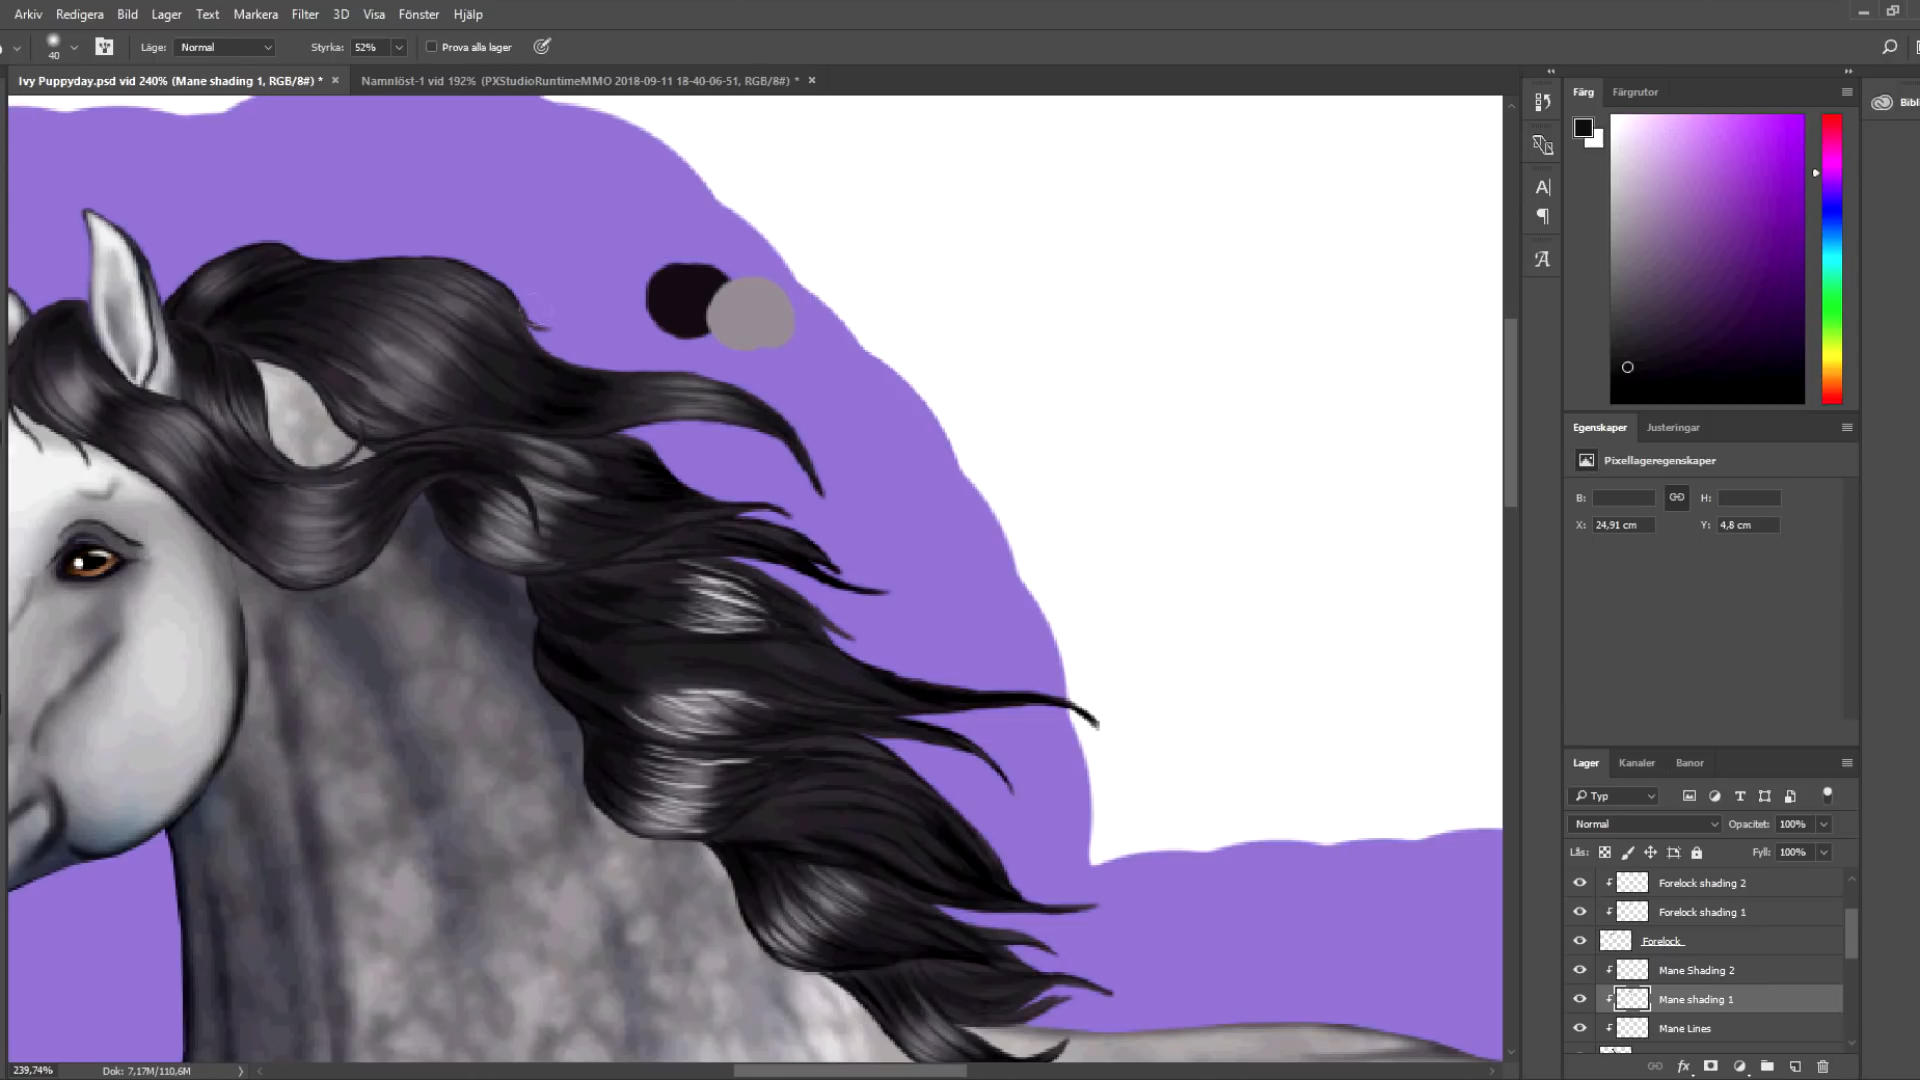 Arkiv Redigera Bild Lager Text Markera Filter 3D Visa Fönster Hjälp
40 Läge: Normal Styrka: 52% Prova alla lager
Ivy Puppyday.psd vid 240% (Mane shading 1, RGB/8#) * × Namnlöst-1 vid 192% (PXStudioRuntimeMMO 2018-09-11 18-40-06-51, RGB/8#) * ×
Färg Färgrutor
Bibl
Egenskaper Justeringar
Pixellageregenskaper
B: H:
X: 24,91 cm Y: 4,8 cm
Lager Kanaler Banor
Typ
Normal Opacitet: 100%
Lås: Fyll: 100%
Forelock shading 2
Forelock shading 1
Forelock
Mane Shading 2
Mane shading 1
Mane Lines
239,74% Dok: 7,17M/110,6M